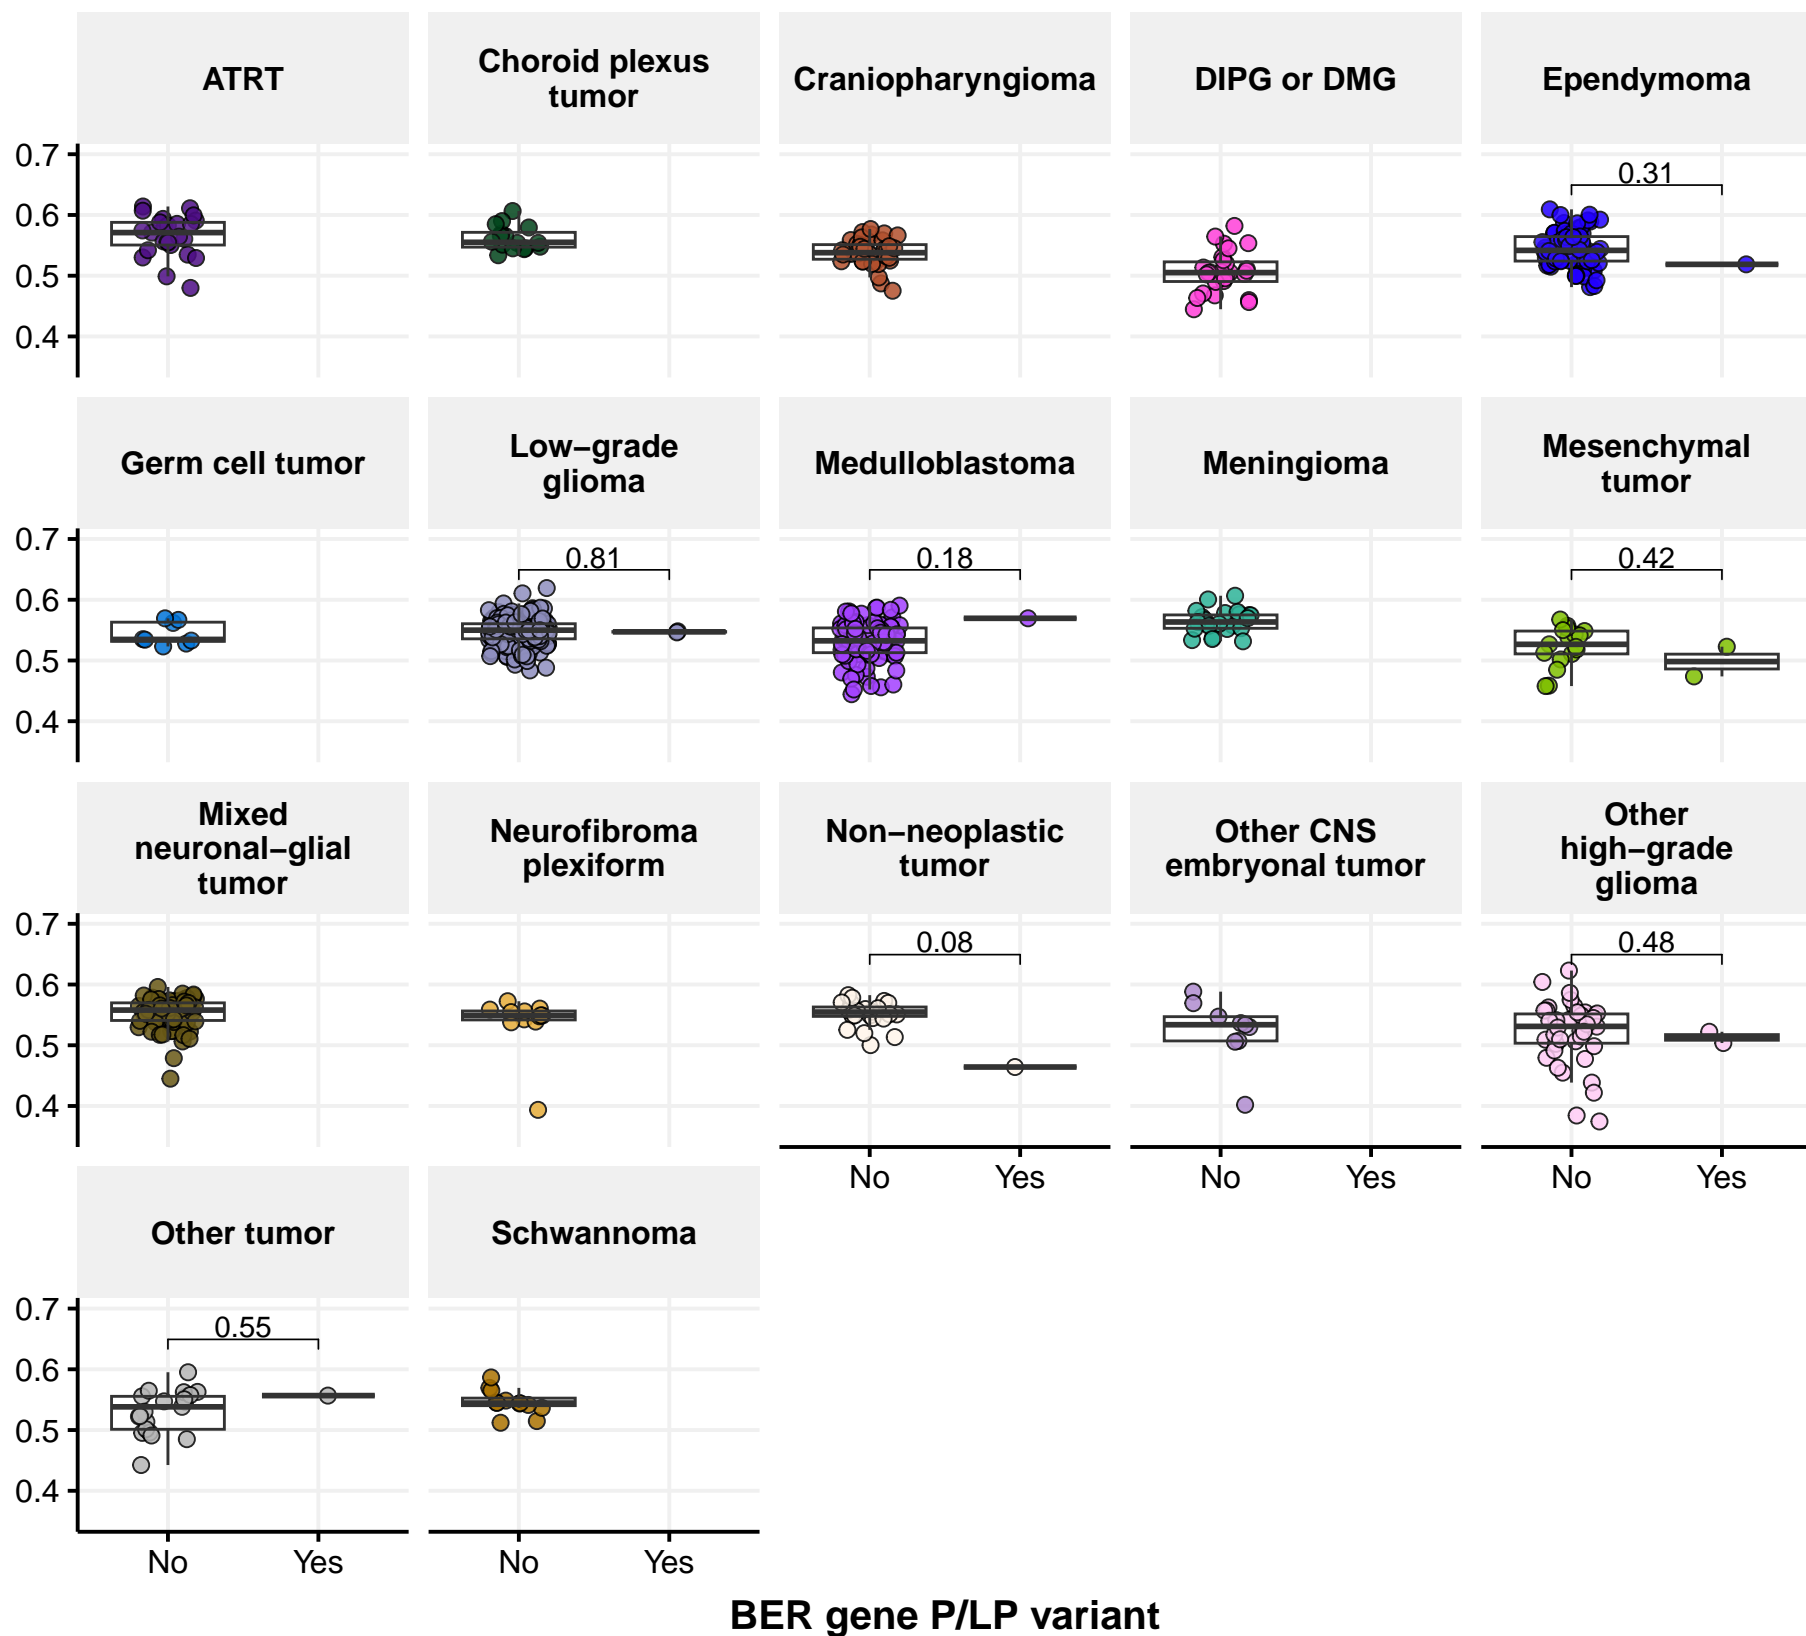 ATRT
Choroid plexus
tumor
Craniopharyngioma
DIPG or DMG
Ependymoma
0.7
0.6
0.5
0.4
0.31
Germ cell tumor
Low−grade
glioma
Medulloblastoma
Meningioma
Mesenchymal
tumor
0.7
0.6
0.5
0.4
0.81
0.18
0.42
Mixed
neuronal−glial
tumor
Neurofibroma
plexiform
Non−neoplastic
tumor
Other CNS
embryonal tumor
Other
high−grade
glioma
0.7
0.6
0.5
0.4
0.08
0.48
No Yes
No Yes
No Yes
Other tumor
Schwannoma
0.7
0.6
0.5
0.4
0.55
No Yes
No Yes
BER gene P/LP variant